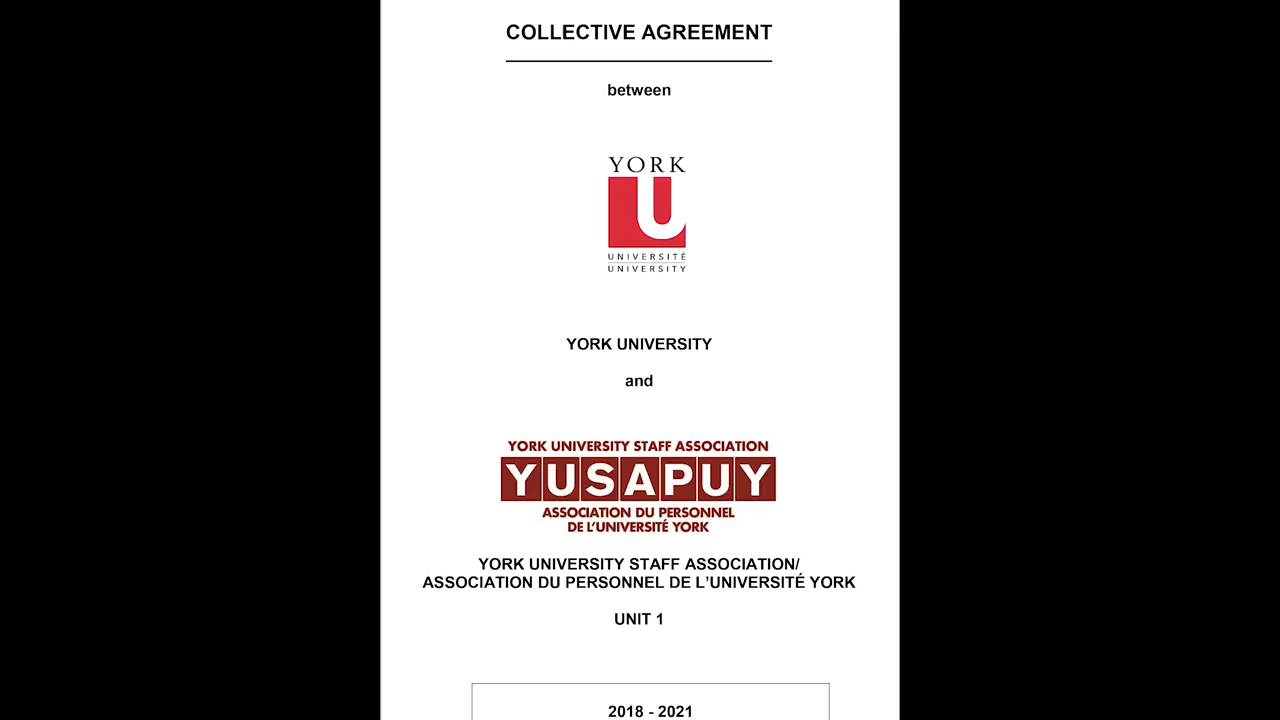 COLLECTIVE AGREEMENT
between
YORK
U
UNIVERSITÉ
UNIVERSITY
YORK UNIVERSITY
and
YORK UNIVERSITY STAFF ASSOCIATION
YUSAPUY
ASSOCIATION DU PERSONNEL
DE L'UNIVERSITÉ YORK
YORK UNIVERSITY STAFF ASSOCIATION/
ASSOCIATION DU PERSONNEL DE L’UNIVERSITÉ YORK
UNIT 1
2018 - 2021